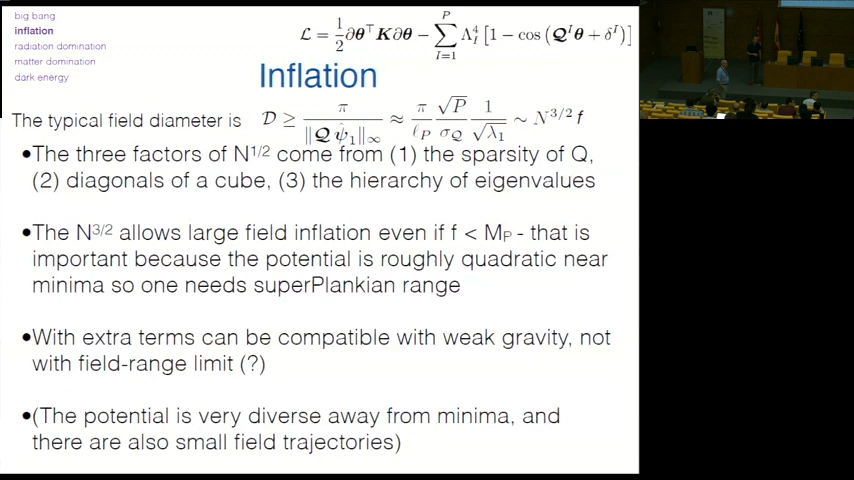 big bang
inflation
radiation domination
matter domination
dark energy
ℒ = 1/2 ∂θ⊤ K ∂θ − ∑_{I=1}^{P} Λ_I^4 [1 − cos (Q^I θ + δ^I)]
Inflation
The typical field diameter is 𝒟 ≥ π / ‖Q ψ̂_1‖_∞ ≈ π/ℓ_P √P/σ_Q 1/√λ_1 ∼ N^{3/2} f
•The three factors of N^{1/2} come from (1) the sparsity of Q,
(2) diagonals of a cube, (3) the hierarchy of eigenvalues
•The N^{3/2} allows large field inflation even if f < M_P - that is
important because the potential is roughly quadratic near
minima so one needs superPlankian range
•With extra terms can be compatible with weak gravity, not
with field-range limit (?)
•(The potential is very diverse away from minima, and
there are also small field trajectories)